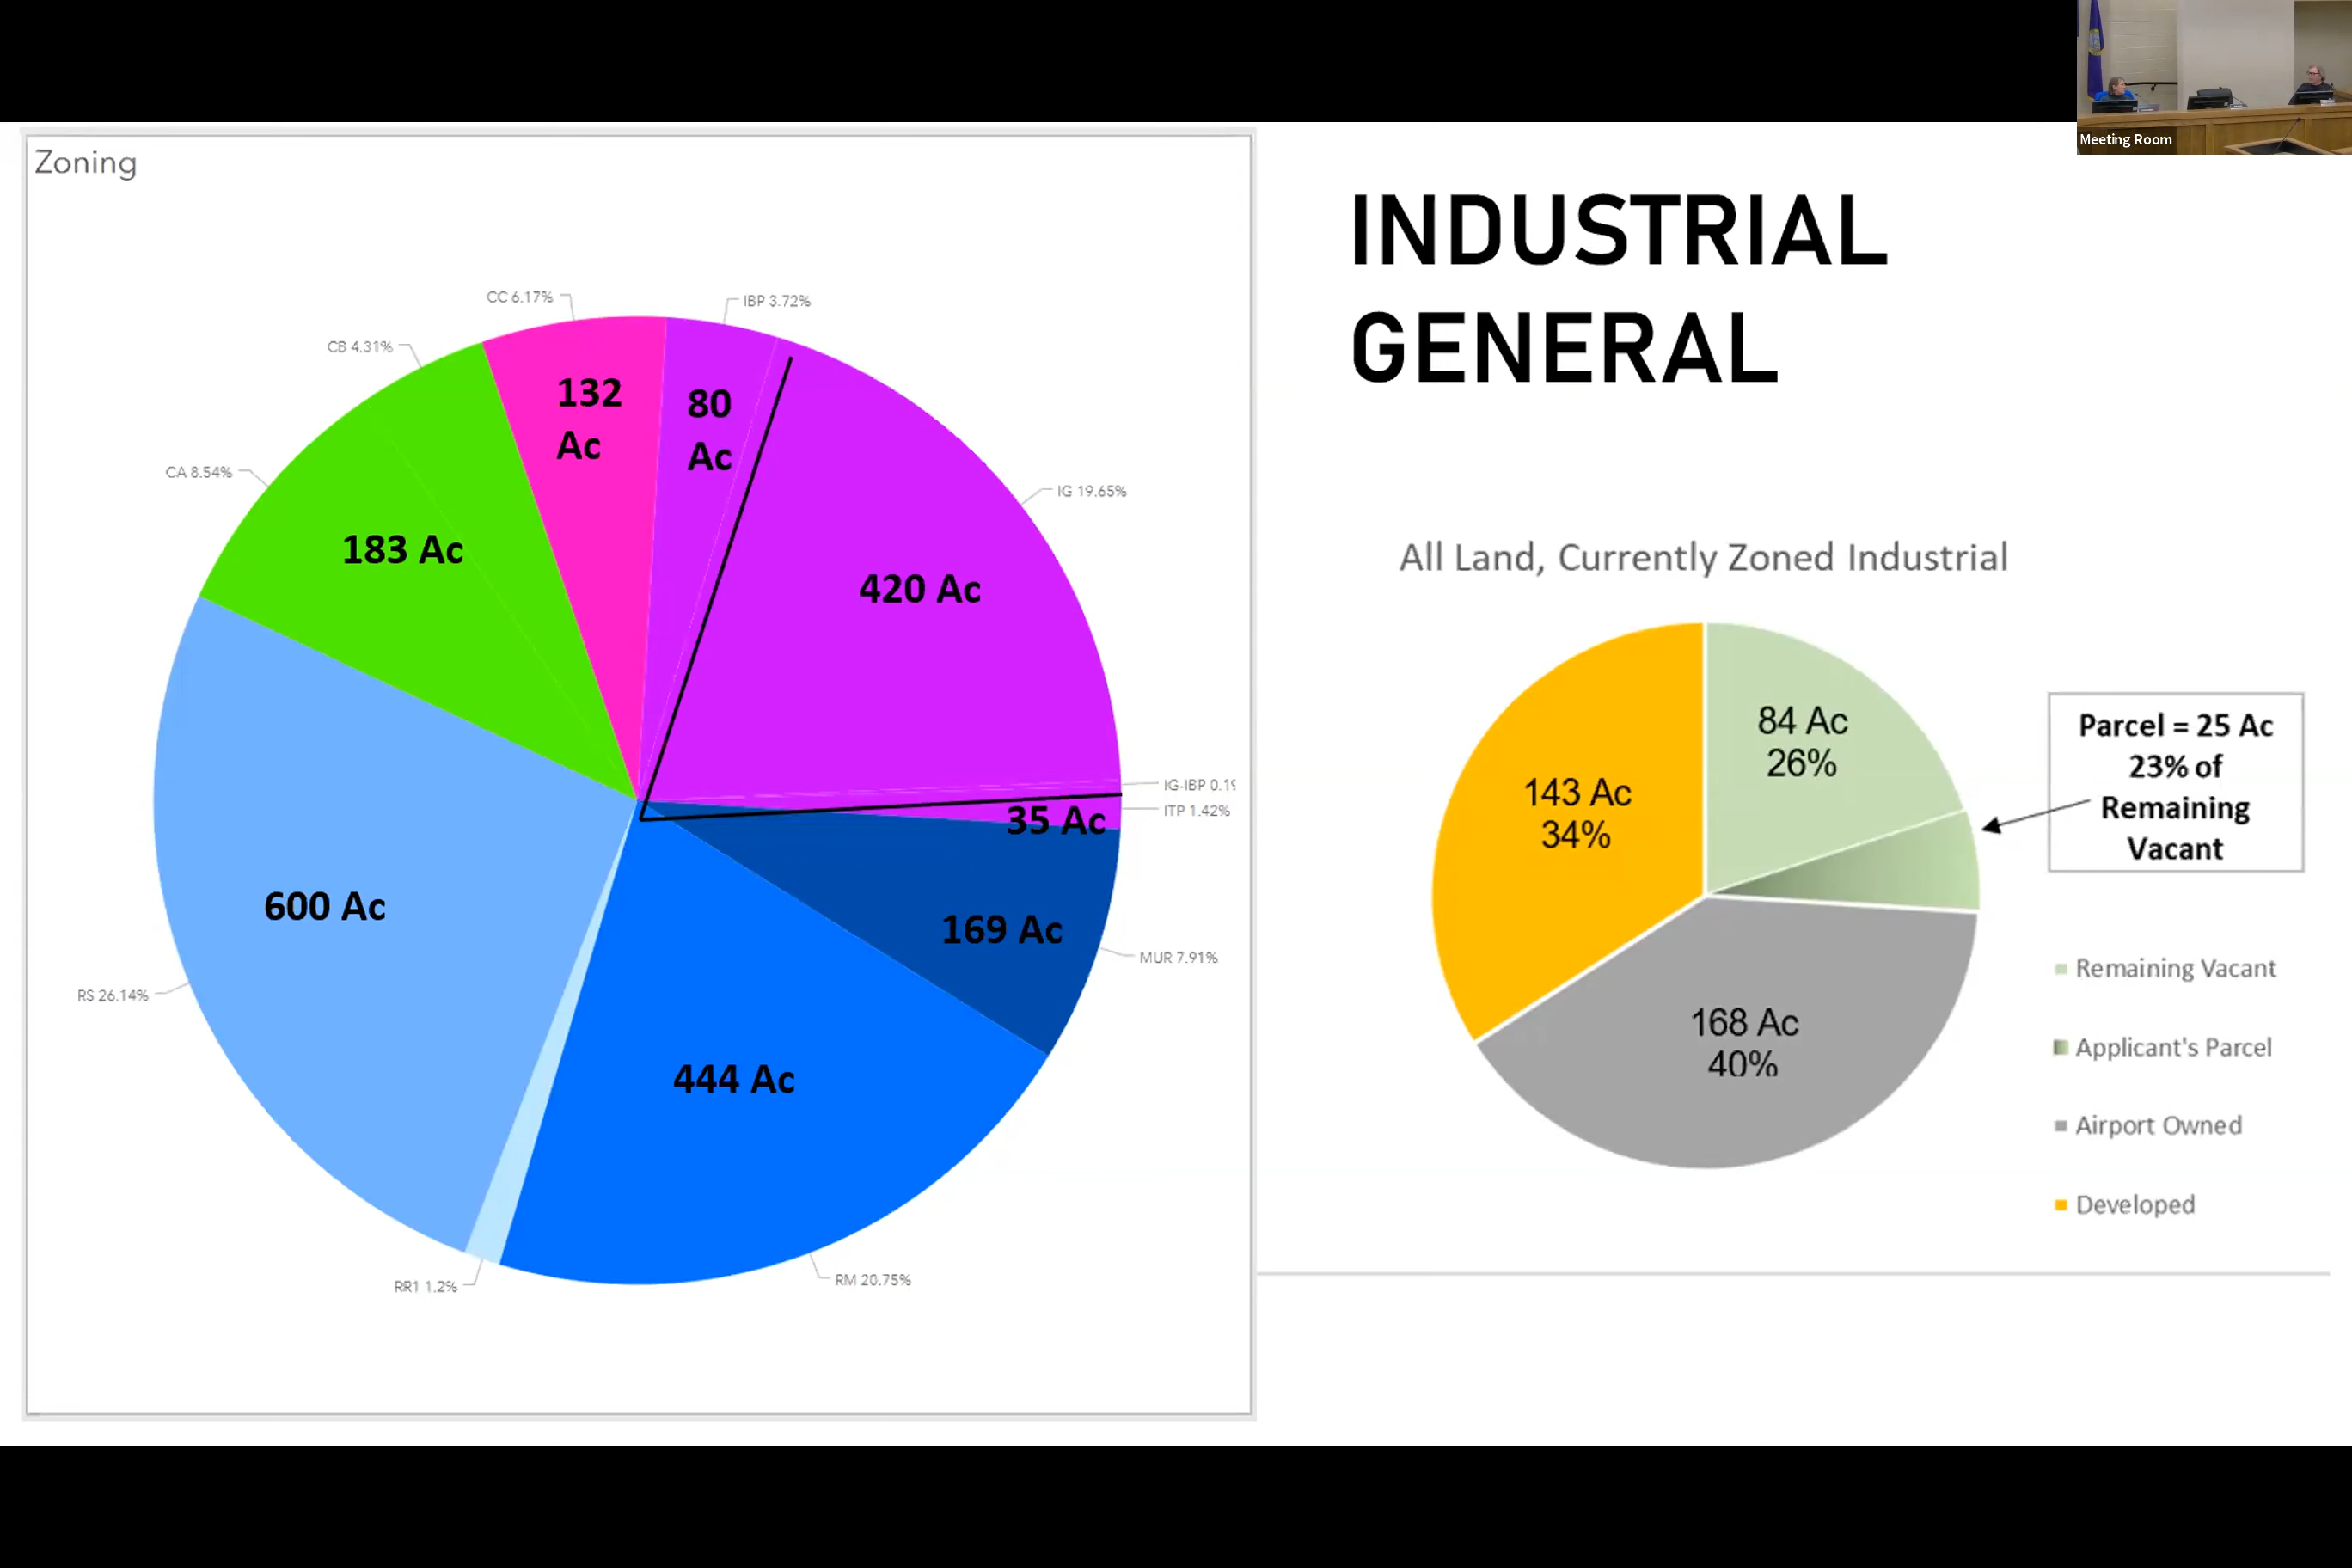 Meeting Room
Zoning
CC 6.17%
IBP 3.72%
CB 4.31%
CA 8.54%
IG 19.65%
IG-IBP 0.19
ITP 1.42%
MUR 7.91%
RS 26.14%
RR1 1.2%
RM 20.75%
132
Ac
80
Ac
183 Ac
420 Ac
35 Ac
600 Ac
169 Ac
444 Ac
INDUSTRIAL
GENERAL
All Land, Currently Zoned Industrial
84 Ac
26%
143 Ac
34%
168 Ac
40%
Parcel = 25 Ac
23% of
Remaining
Vacant
Remaining Vacant
Applicant's Parcel
Airport Owned
Developed